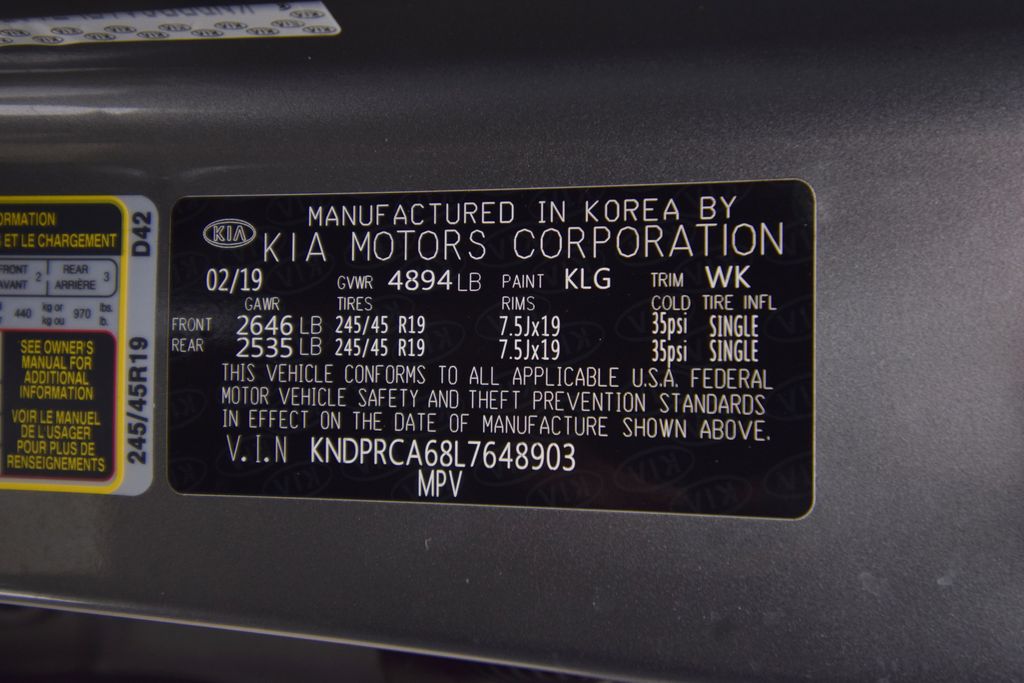 ORMATION
ET LE CHARGEMENT
FRONT 2 REAR 3
AVANT ARRIÈRE
440 kg or 970 lbs.
kg ou lb.
SEE OWNER'S
MANUAL FOR
ADDITIONAL
INFORMATION
VOIR LE MANUEL
DE L'USAGER
POUR PLUS DE
RENSEIGNEMENTS
D42
245/45R19
KIA
MANUFACTURED IN KOREA BY
KIA MOTORS CORPORATION
02/19 GVWR 4894 LB PAINT KLG TRIM WK
GAWR TIRES RIMS COLD TIRE INFL
FRONT 2646 LB 245/45 R19 7.5Jx19 35psi SINGLE
REAR 2535 LB 245/45 R19 7.5Jx19 35psi SINGLE
THIS VEHICLE CONFORMS TO ALL APPLICABLE U.S.A. FEDERAL
MOTOR VEHICLE SAFETY AND THEFT PREVENTION STANDARDS
IN EFFECT ON THE DATE OF MANUFACTURE SHOWN ABOVE.
V.I.N KNDPRCA68L7648903
MPV